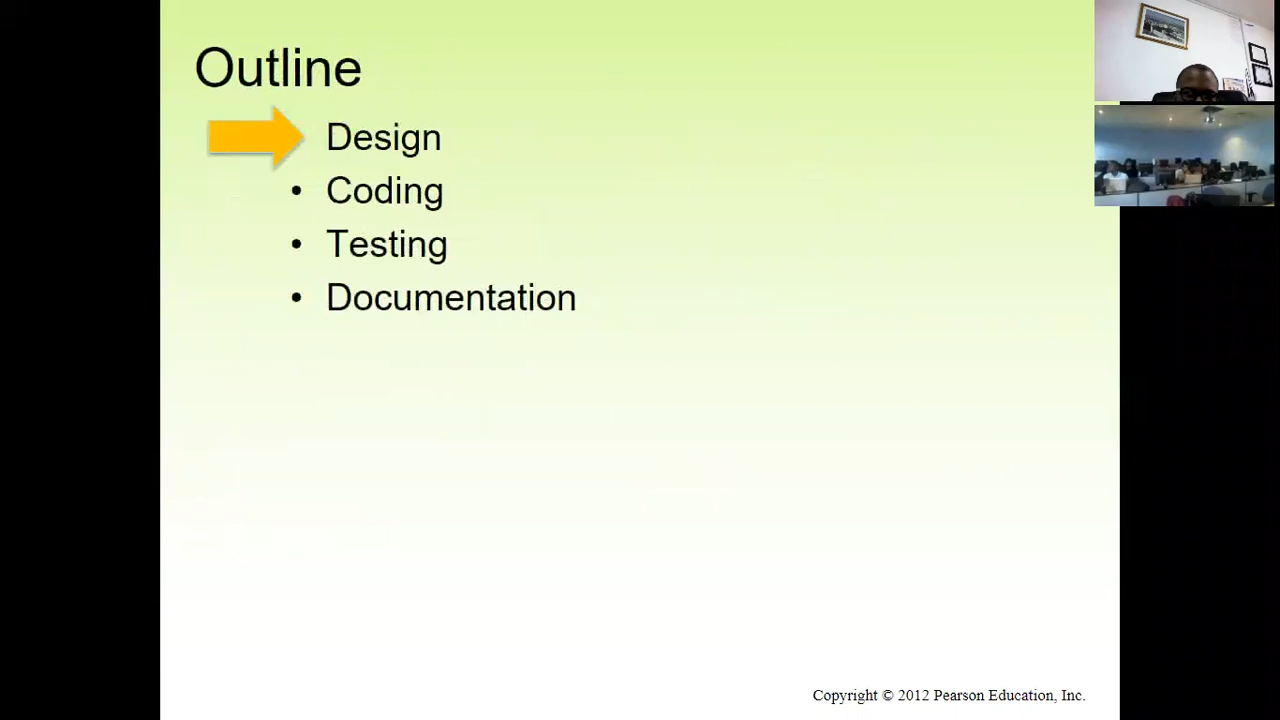 Outline
Design
• Coding
• Testing
• Documentation
Copyright © 2012 Pearson Education, Inc.